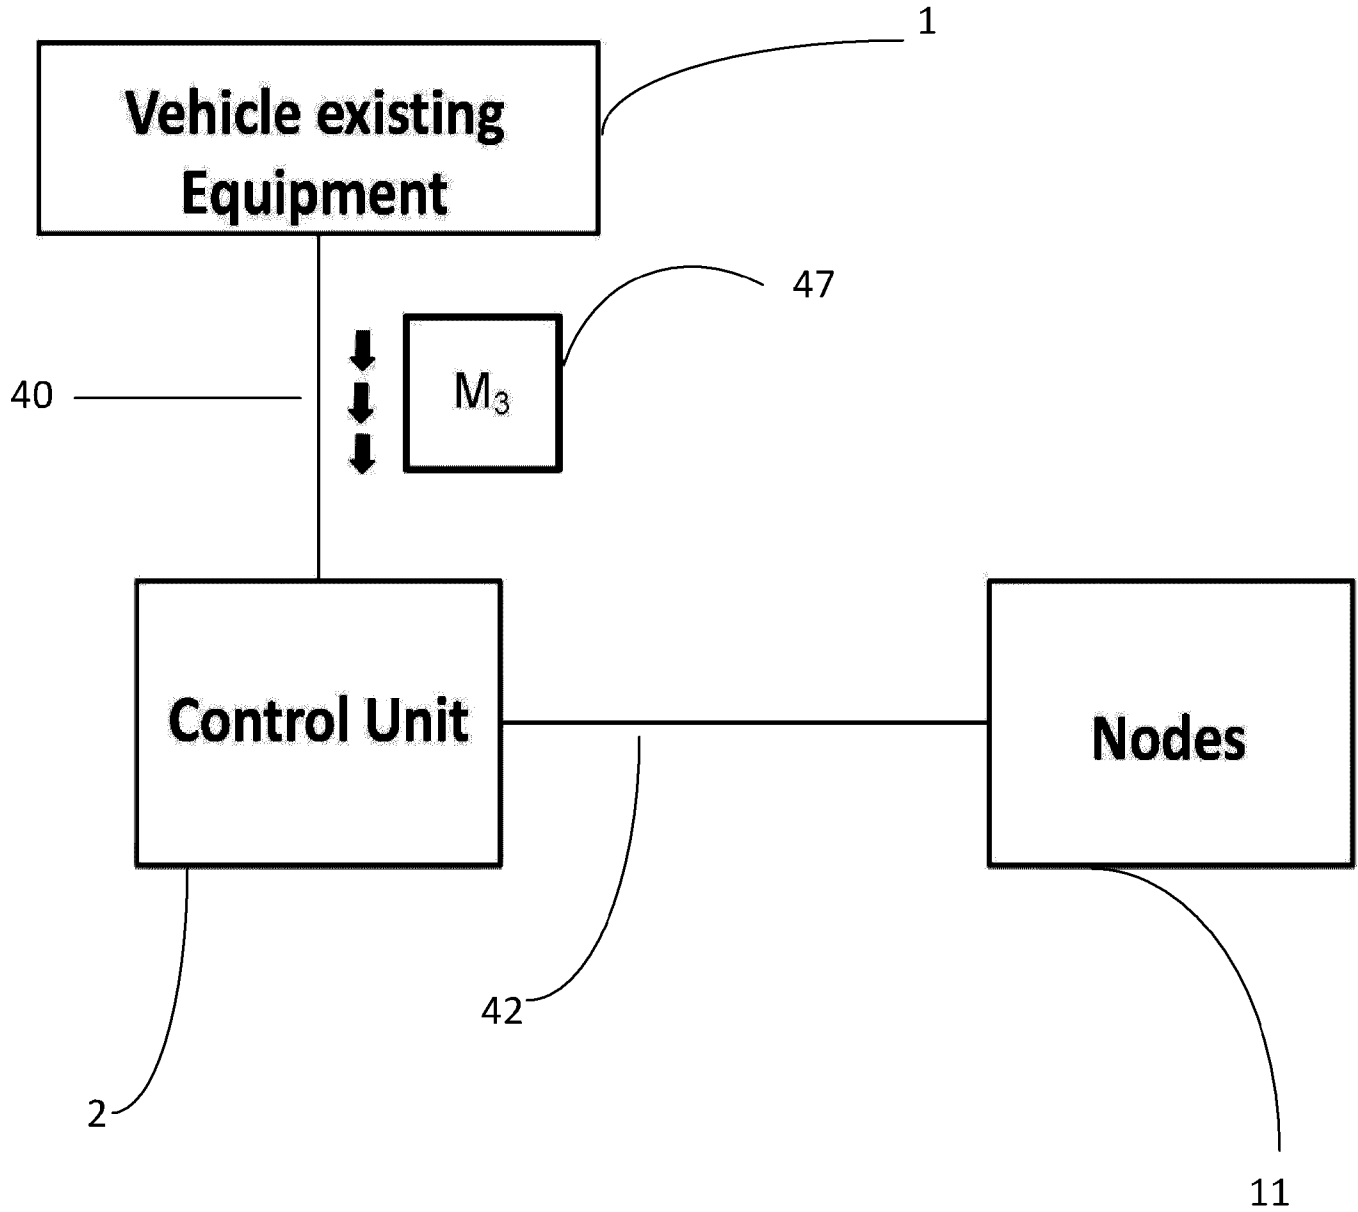 1
Vehicle existing
Equipment
47
40
M₃
Control Unit
Nodes
42
2
11